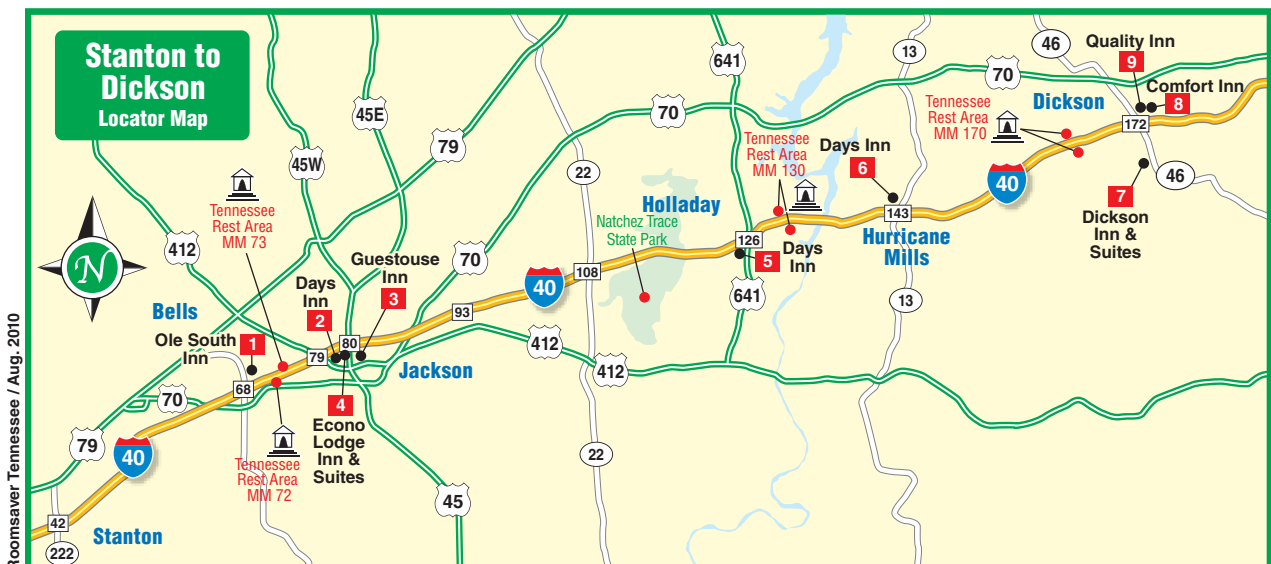 Stanton to
Dickson
Locator Map
641
13
46
Quality Inn
9
Comfort Inn
8
70
Dickson
Tennessee
Rest Area
MM 170
172
45E
70
79
45W
Tennessee
Rest Area
MM 130
Days Inn
6
22
46
7
Dickson
Inn &
Suites
40
Tennessee
Rest Area
MM 73
Holladay
Natchez Trace
State Park
143
Hurricane
Mills
126
5
Days
Inn
412
N
70
Guestouse
Inn
3
108
40
641
13
Days
Inn
2
Bells
93
Ole South
Inn
1
80
79
412
412
Jackson
68
70
4
Econo
Lodge
Inn &
Suites
79
40
Tennessee
Rest Area
MM 72
22
45
42
Stanton
222
Roomsaver Tennessee / Aug. 2010